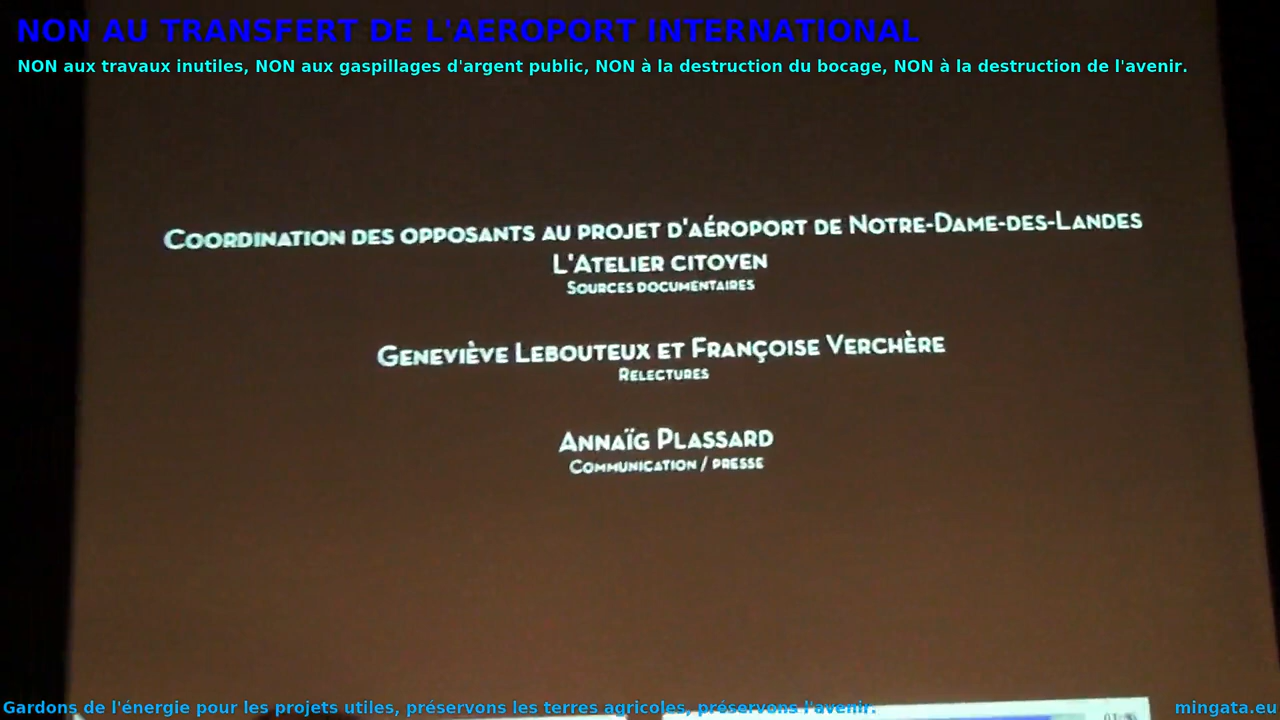 NON AU TRANSFERT DE L'AEROPORT INTERNATIONAL
NON aux travaux inutiles, NON aux gaspillages d'argent public, NON à la destruction du bocage, NON à la destruction de l'avenir.
COORDINATION DES OPPOSANTS AU PROJET D'AÉROPORT DE NOTRE-DAME-DES-LANDES
L'ATELIER CITOYEN
SOURCES DOCUMENTAIRES
GENEVIÈVE LEBOUTEUX ET FRANÇOISE VERCHÈRE
RELECTURES
ANNAÏG PLASSARD
COMMUNICATION / PRESSE
Gardons de l'énergie pour les projets utiles, préservons les terres agricoles, préservons l'avenir.
mingata.eu